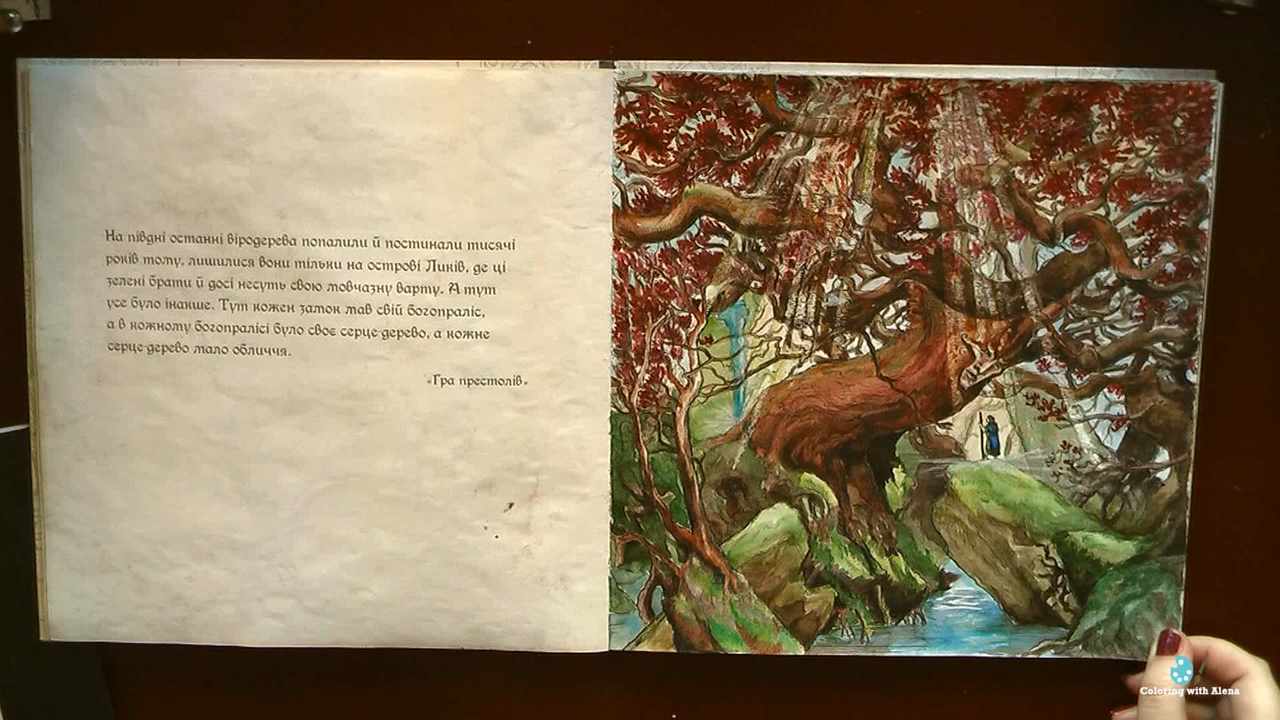 На півдні останні віродерева попалили й постинали тисячі
років тому, лишилися вони тільки на острові Ликів, де ці
зелені брати й досі несуть свою мовчазну варту. А тут
усе було інакше. Тут кожен замок мав свій богопраліс,
а в кожному богопралісі було своє серце-дерево, а кожне
серце-дерево мало обличчя.
«Гра престолів»
Coloring with Alena